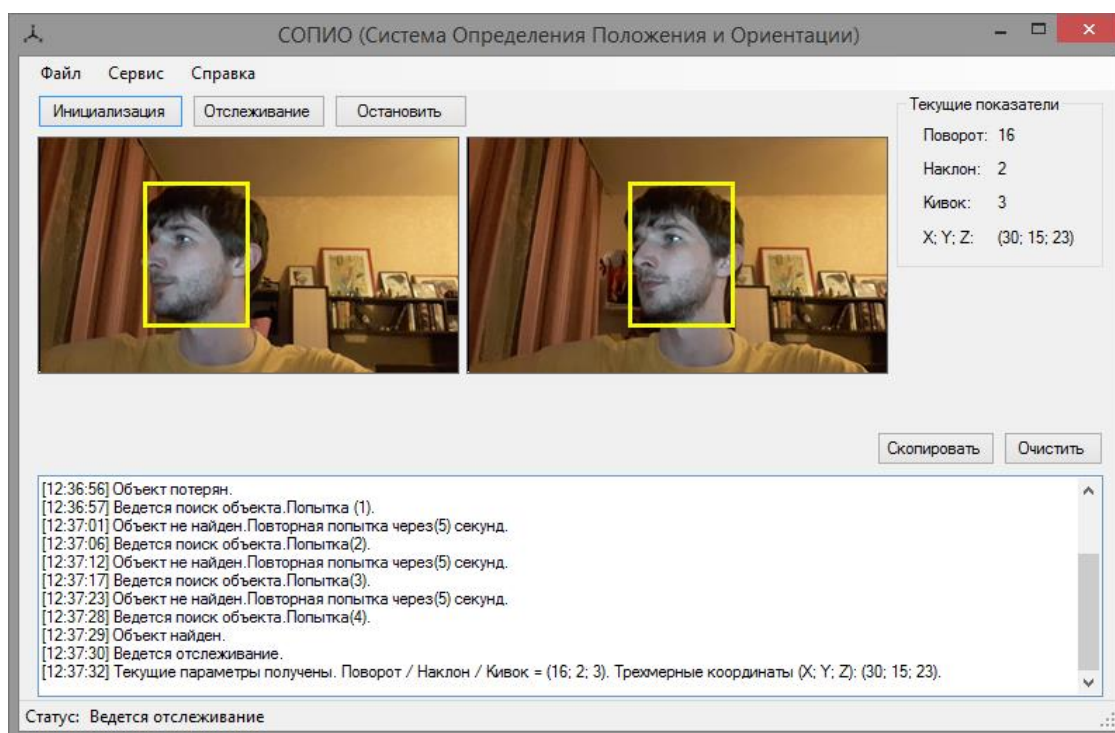 СОПИО (Система Определения Положения и Ориентации)
Файл Сервис Справка
Инициализация Отслеживание Остановить
Текущие показатели
Поворот: 16
Наклон: 2
Кивок: 3
X; Y; Z: (30; 15; 23)
Скопировать Очистить
[12:36:56] Объект потерян.
[12:36:57] Ведется поиск объекта.Попытка (1).
[12:37:01] Объект не найден.Повторная попытка через(5) секунд.
[12:37:06] Ведется поиск объекта.Попытка(2).
[12:37:12] Объект не найден.Повторная попытка через(5) секунд.
[12:37:17] Ведется поиск объекта.Попытка(3).
[12:37:23] Объект не найден.Повторная попытка через(5) секунд.
[12:37:28] Ведется поиск объекта.Попытка(4).
[12:37:29] Объект найден.
[12:37:30] Ведется отслеживание.
[12:37:32] Текущие параметры получены. Поворот / Наклон / Кивок = (16; 2; 3). Трехмерные координаты (X; Y; Z): (30; 15; 23).
Статус: Ведется отслеживание